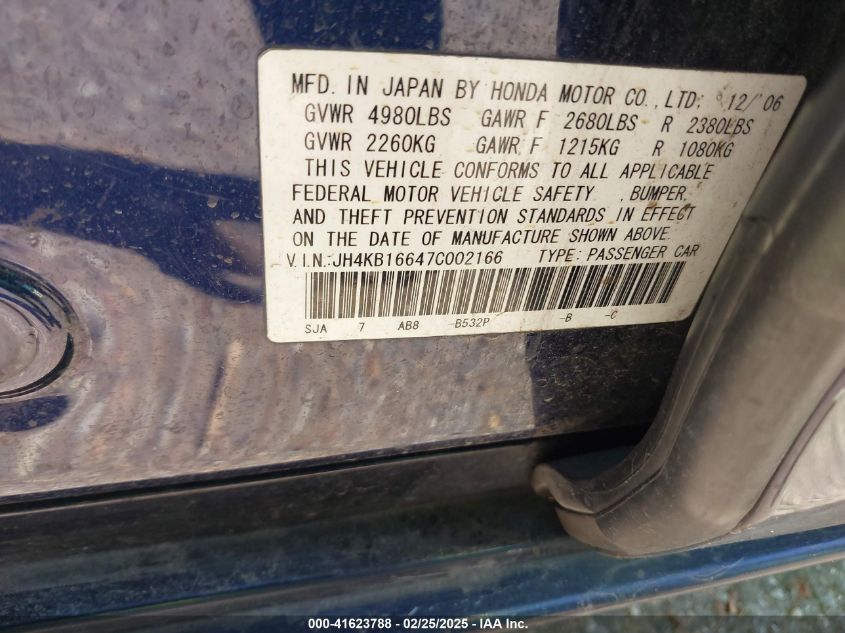 MFD. IN JAPAN BY HONDA MOTOR CO.,LTD; 12/'06
GVWR 4980LBS GAWR F 2680LBS R 2380LBS
GVWR 2260KG GAWR F 1215KG R 1080KG
THIS VEHICLE CONFORMS TO ALL APPLICABLE
FEDERAL MOTOR VEHICLE SAFETY ,BUMPER,
AND THEFT PREVENTION STANDARDS IN EFFECT
ON THE DATE OF MANUFACTURE SHOWN ABOVE.
V.I.N.:JH4KB16647C002166 TYPE: PASSENGER CAR
SJA 7 AB8 -B532P -B -C
000-41623788 - 02/25/2025 - IAA Inc.